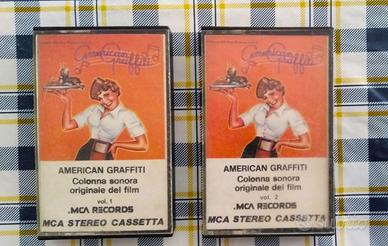 American
Graffiti
AMERICAN GRAFFITI
Colonna sonora
originale del film
vol. 1
.MCA RECORDS
MCA STEREO CASSETTA
American
Graffiti
AMERICAN GRAFFITI
Colonna sonora
originale del film
vol. 2
.MCA RECORDS
MCA STEREO CASSETTA